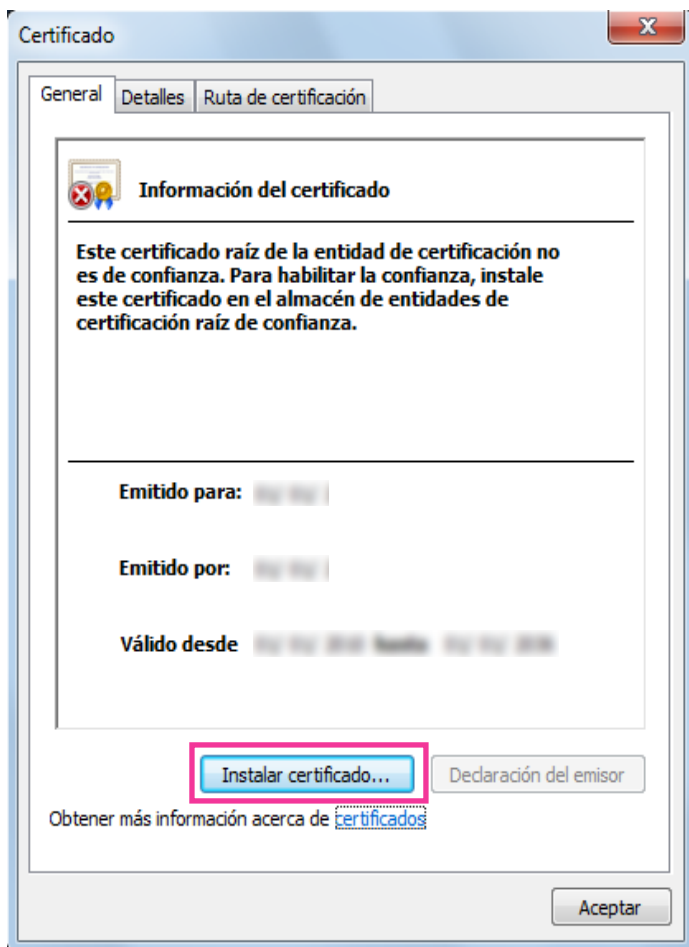 Certificado
General Detalles Ruta de certificación
Información del certificado
Este certificado raíz de la entidad de certificación no
es de confianza. Para habilitar la confianza, instale
este certificado en el almacén de entidades de
certificación raíz de confianza.
Emitido para:
Emitido por:
Válido desde
Instalar certificado... Declaración del emisor
Obtener más información acerca de certificados
Aceptar